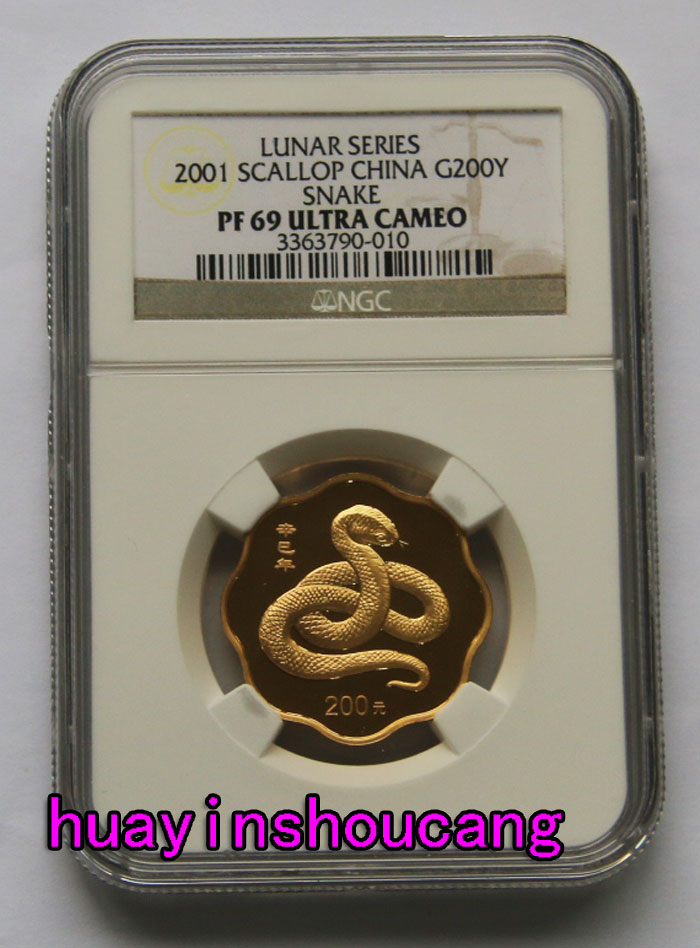 LUNAR SERIES
2001 SCALLOP CHINA G200Y
SNAKE
PF 69 ULTRA CAMEO
3363790-010
NGC
辛巳年
200元
huayinshoucang